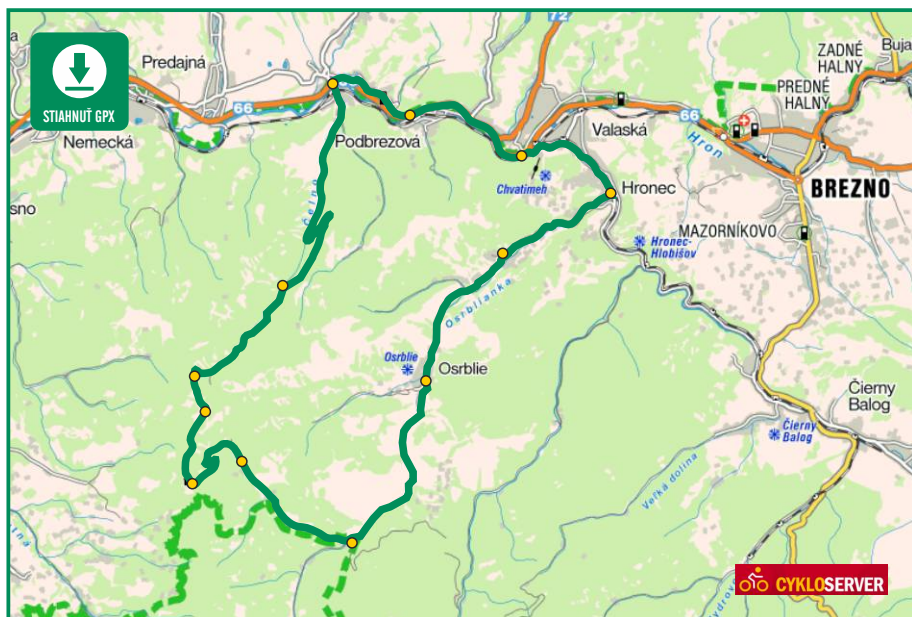 STIAHNUŤ GPX
Predajná
Nemecká
66
Podbrezová
72
Valaská
66
Hron
ZADNÉ
HALNY
PREDNÉ
HALNÝ
Buja
BREZNO
Chvatimeh
Hronec
MAZORNÍKOVO
sno
Hronec-
Hlobišov
Osrblianka
Osrblie
Osrblie
Čierny
Balog
Čierny
Balog
Veľká dolina
CYKLOSERVER